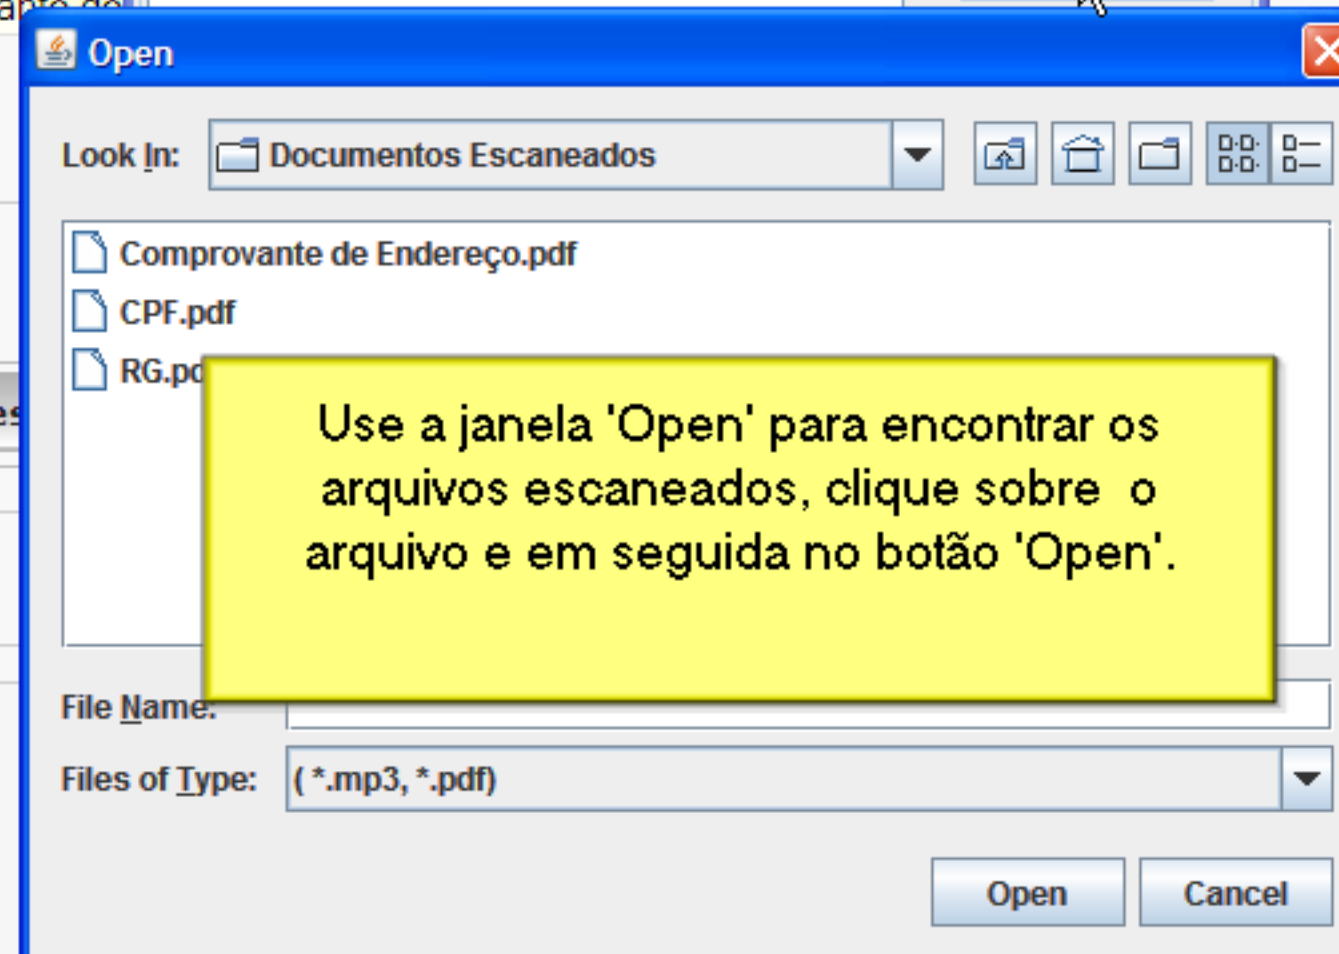 Open
Look In: Documentos Escaneados
Comprovante de Endereço.pdf
CPF.pdf
Use a janela 'Open' para encontrar os
arquivos escaneados, clique sobre o
arquivo e em seguida no botão 'Open'.
File Name:
Files of Type: ( *.mp3, *.pdf)
Open Cancel